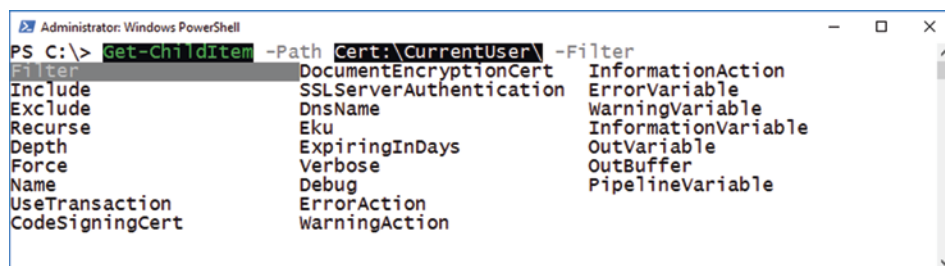 Administrator: Windows PowerShell
PS C:\> Get-ChildItem -Path Cert:\CurrentUser\ -Filter
Filter DocumentEncryptionCert InformationAction
Include SSLServerAuthentication ErrorVariable
Exclude DnsName WarningVariable
Recurse Eku InformationVariable
Depth ExpiringInDays OutVariable
Force Verbose OutBuffer
Name Debug PipelineVariable
UseTransaction ErrorAction
CodeSigningCert WarningAction